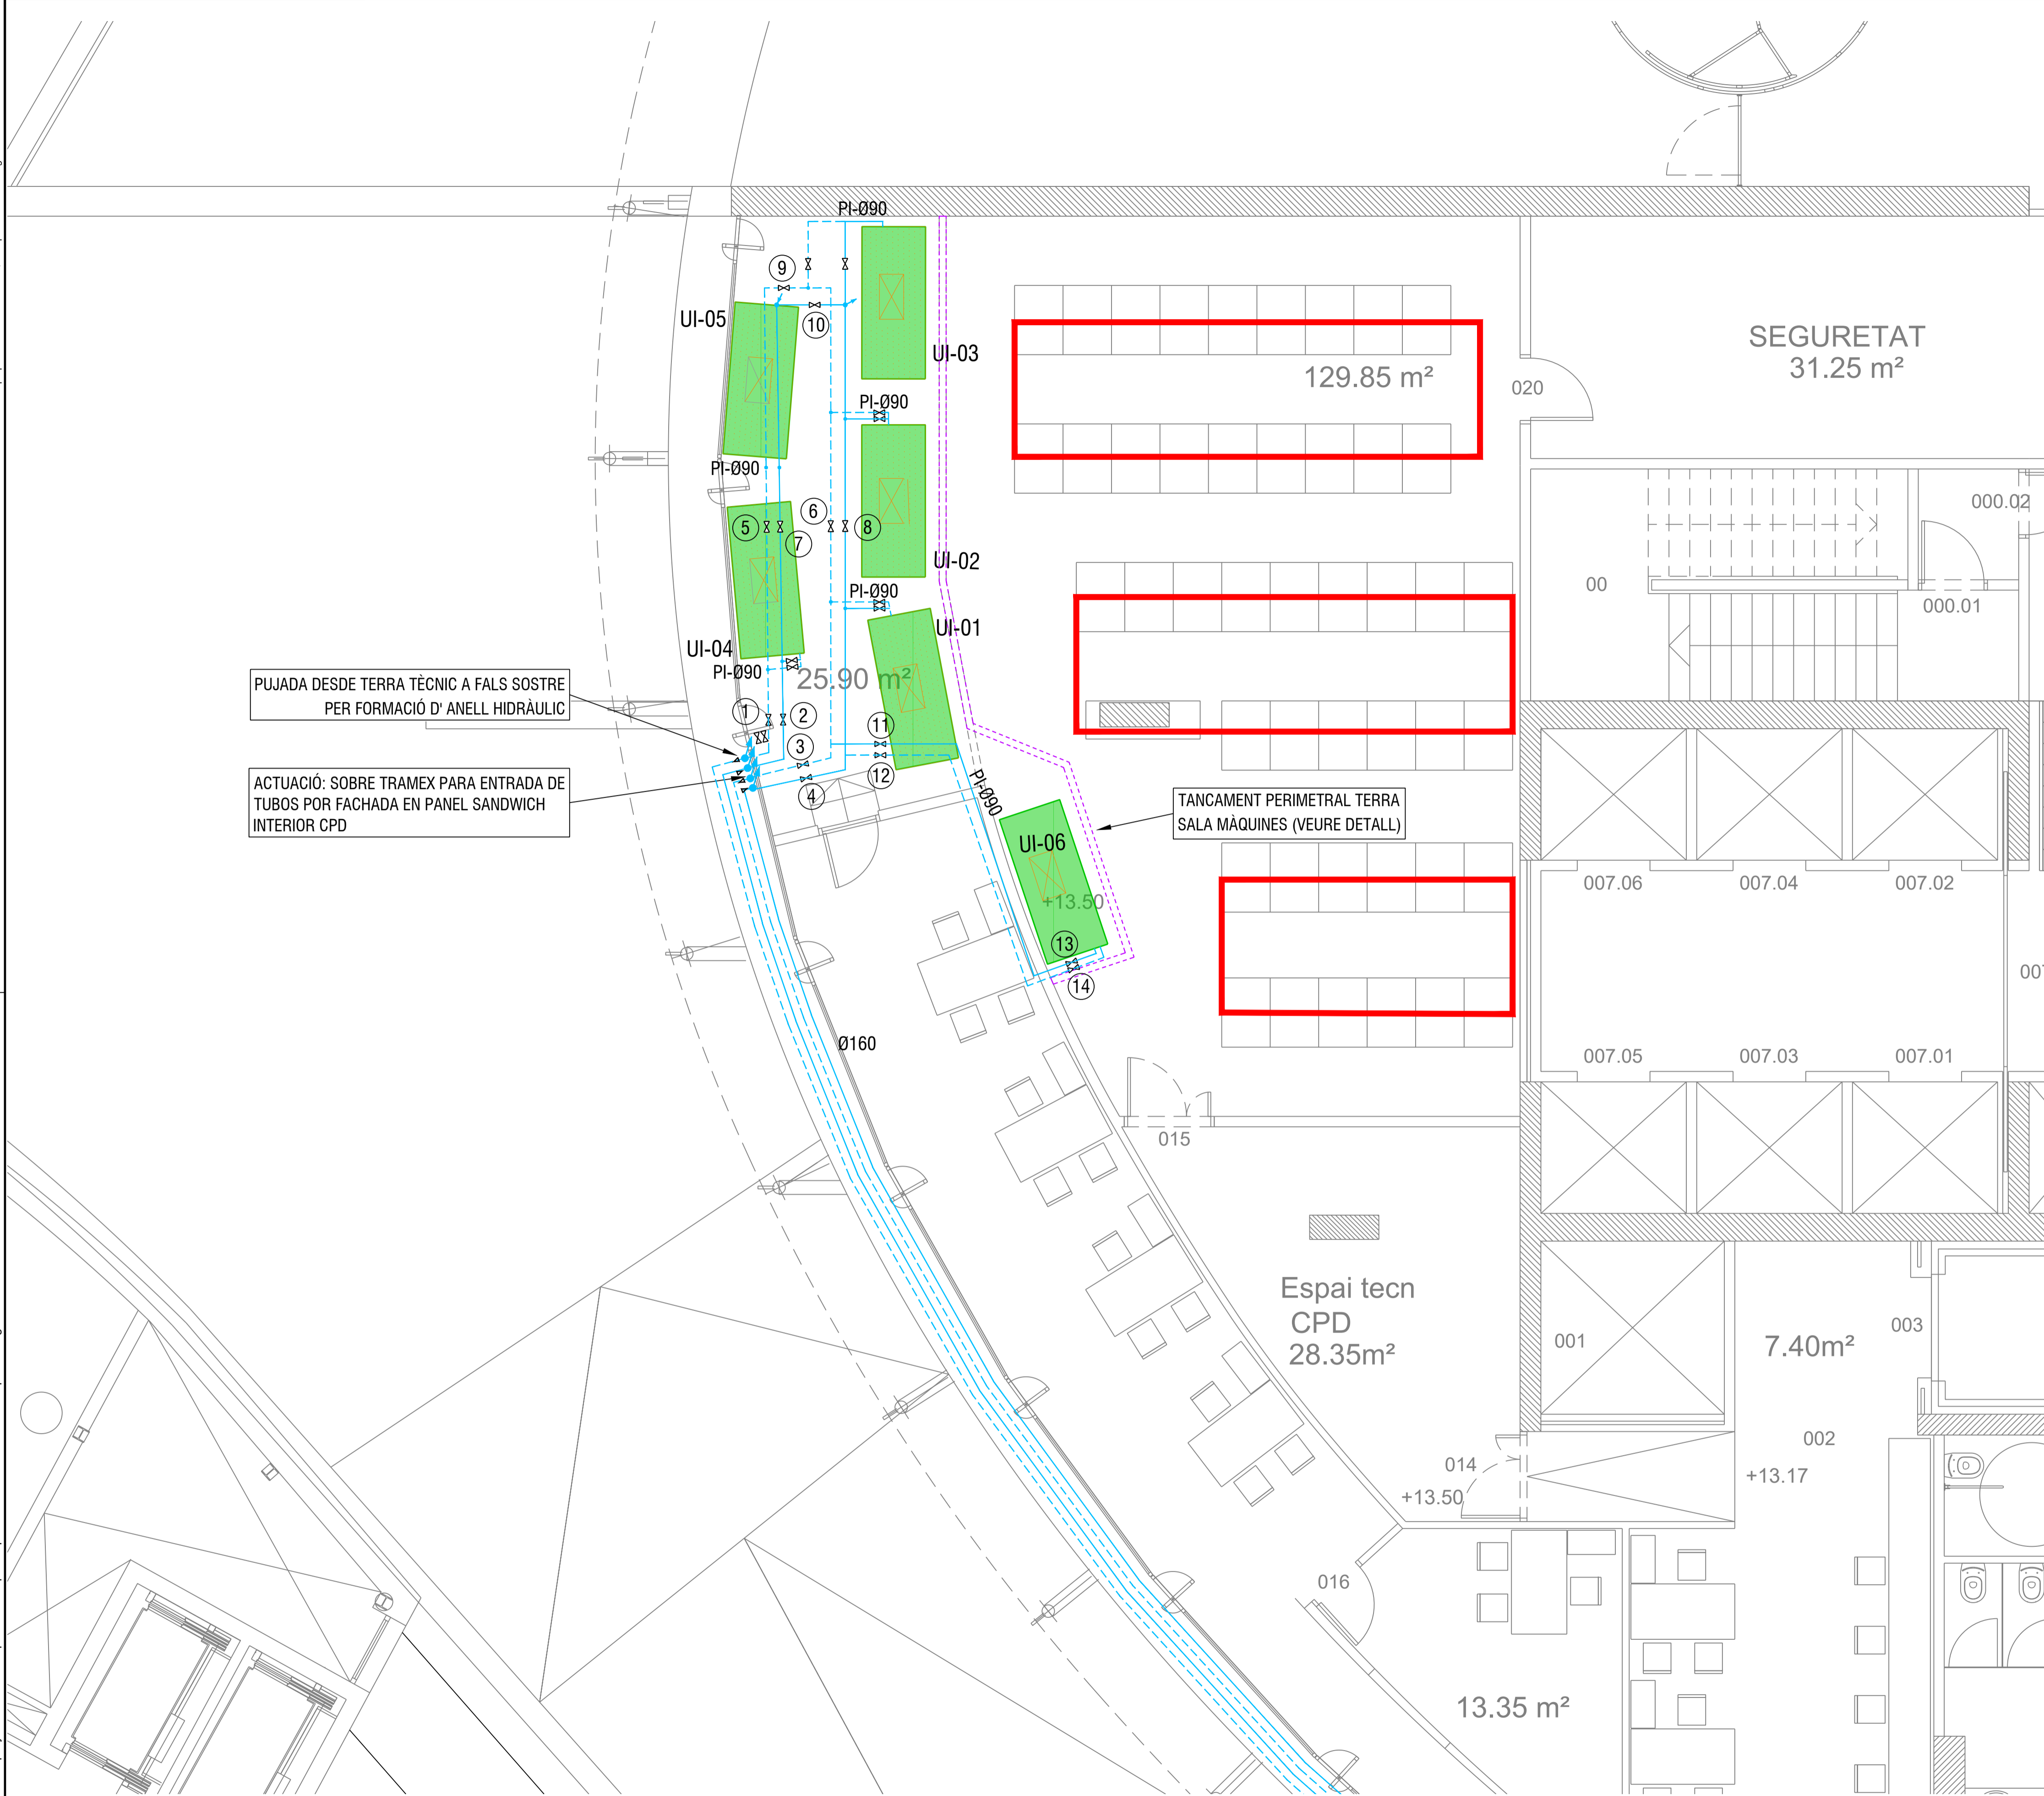 PI-Ø90
9
10
UI-05
UI-03
129.85 m²
020
SEGURETAT
31.25 m²
PI-Ø90
PI-Ø90
5
6
7
8
UI-02
000.02
00
000.01
PI-Ø90
UI-01
UI-04
PI-Ø90
25.90 m²
PUJADA DESDE TERRA TÈCNIC A FALS SOSTRE
PER FORMACIÓ D' ANELL HIDRÀULIC
1
2
3
4
11
12
ACTUACIÓ: SOBRE TRAMEX PARA ENTRADA DE
TUBOS POR FACHADA EN PANEL SANDWICH
INTERIOR CPD
PI-Ø90
TANCAMENT PERIMETRAL TERRA
SALA MÀQUINES (VEURE DETALL)
UI-06
+13.50
13
14
007.06
007.04
007.02
007
Ø160
007.05
007.03
007.01
015
Espai tecn
CPD
28.35m²
001
7.40m²
003
002
+13.17
014
+13.50
016
13.35 m²